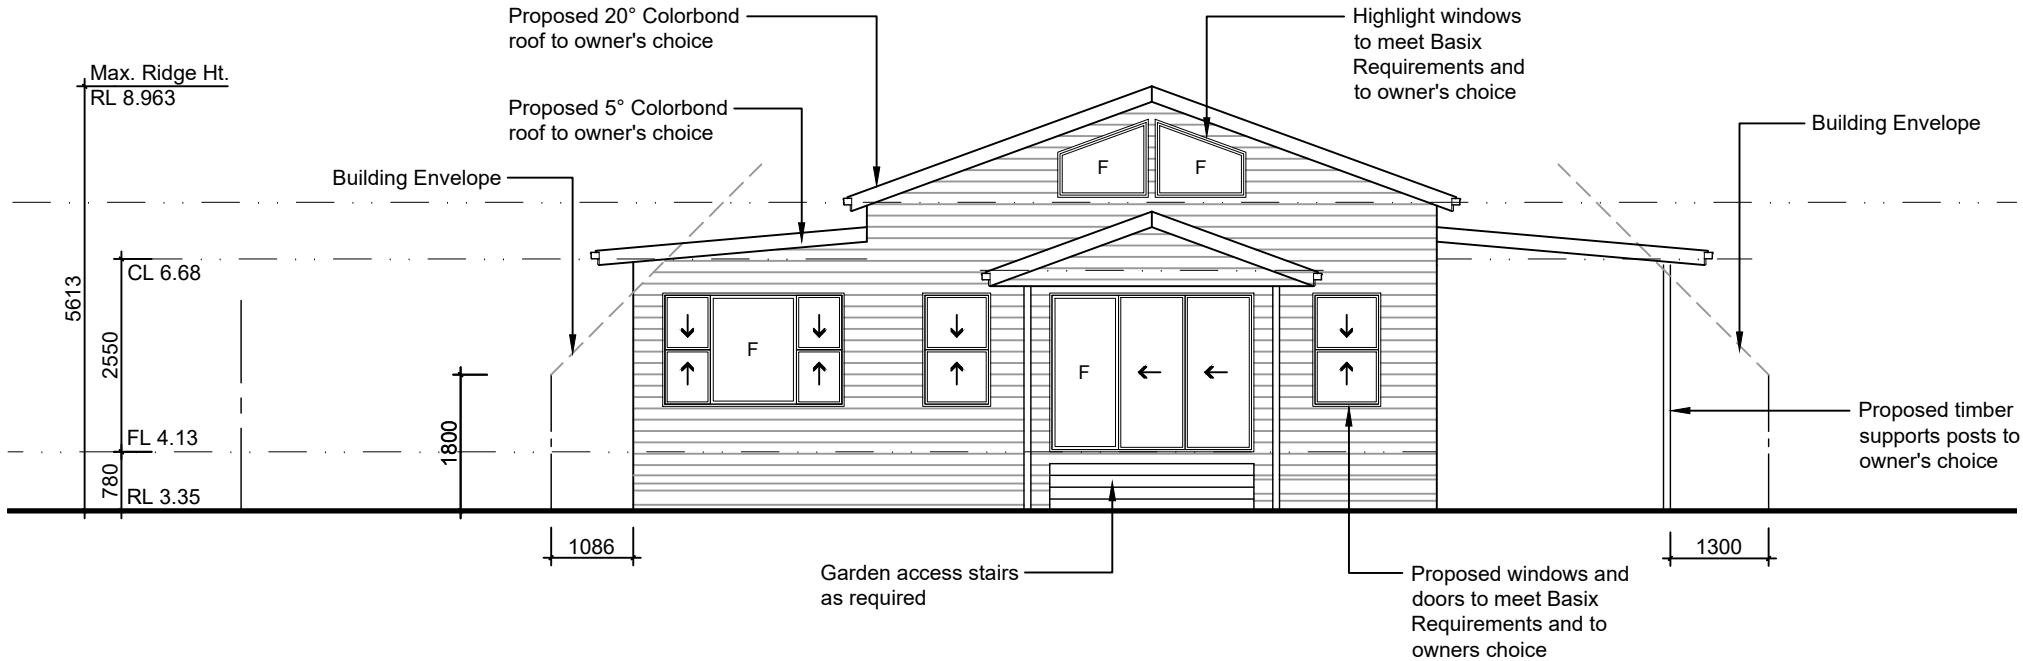 Proposed 20° Colorbond
roof to owner's choice
Highlight windows
to meet Basix
Requirements and
to owner's choice
Max. Ridge Ht.
RL 8.963
Proposed 5° Colorbond
roof to owner's choice
Building Envelope
Building Envelope
F
F
CL 6.68
5613
2550
F
F
FL 4.13
1800
780
RL 3.35
Proposed timber
supports posts to
owner's choice
1086
1300
Garden access stairs
as required
Proposed windows and
doors to meet Basix
Requirements and to
owners choice